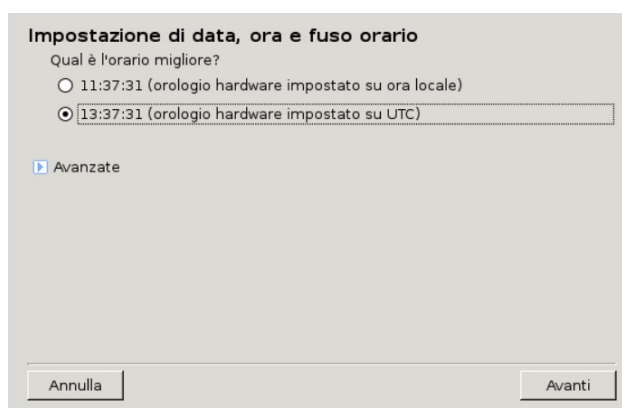 Impostazione di data, ora e fuso orario
Qual è l'orario migliore?
11:37:31 (orologio hardware impostato su ora locale)
13:37:31 (orologio hardware impostato su UTC)
Avanzate
Annulla
Avanti